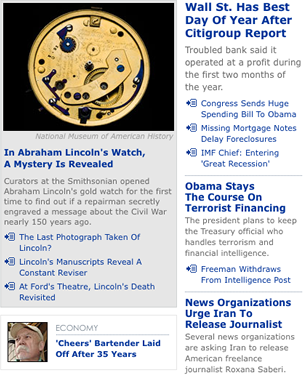 National Museum of American History
In Abraham Lincoln's Watch,
A Mystery Is Revealed
Curators at the Smithsonian opened
Abraham Lincoln's gold watch for the first
time to find out if a repairman secretly
engraved a message about the Civil War
nearly 150 years ago.
The Last Photograph Taken Of
Lincoln?
Lincoln's Manuscripts Reveal A
Constant Reviser
At Ford's Theatre, Lincoln's Death
Revisited
ECONOMY
'Cheers' Bartender Laid
Off After 35 Years
Wall St. Has Best
Day Of Year After
Citigroup Report
Troubled bank said it
operated at a profit during
the first two months of
the year.
Congress Sends Huge
Spending Bill To Obama
Missing Mortgage Notes
Delay Foreclosures
IMF Chief: Entering
'Great Recession'
Obama Stays
The Course On
Terrorist Financing
The president plans to keep
the Treasury official who
handles terrorism and
financial intelligence.
Freeman Withdraws
From Intelligence Post
News Organizations
Urge Iran To
Release Journalist
Several news organizations
are asking Iran to release
American freelance
journalist Roxana Saberi.